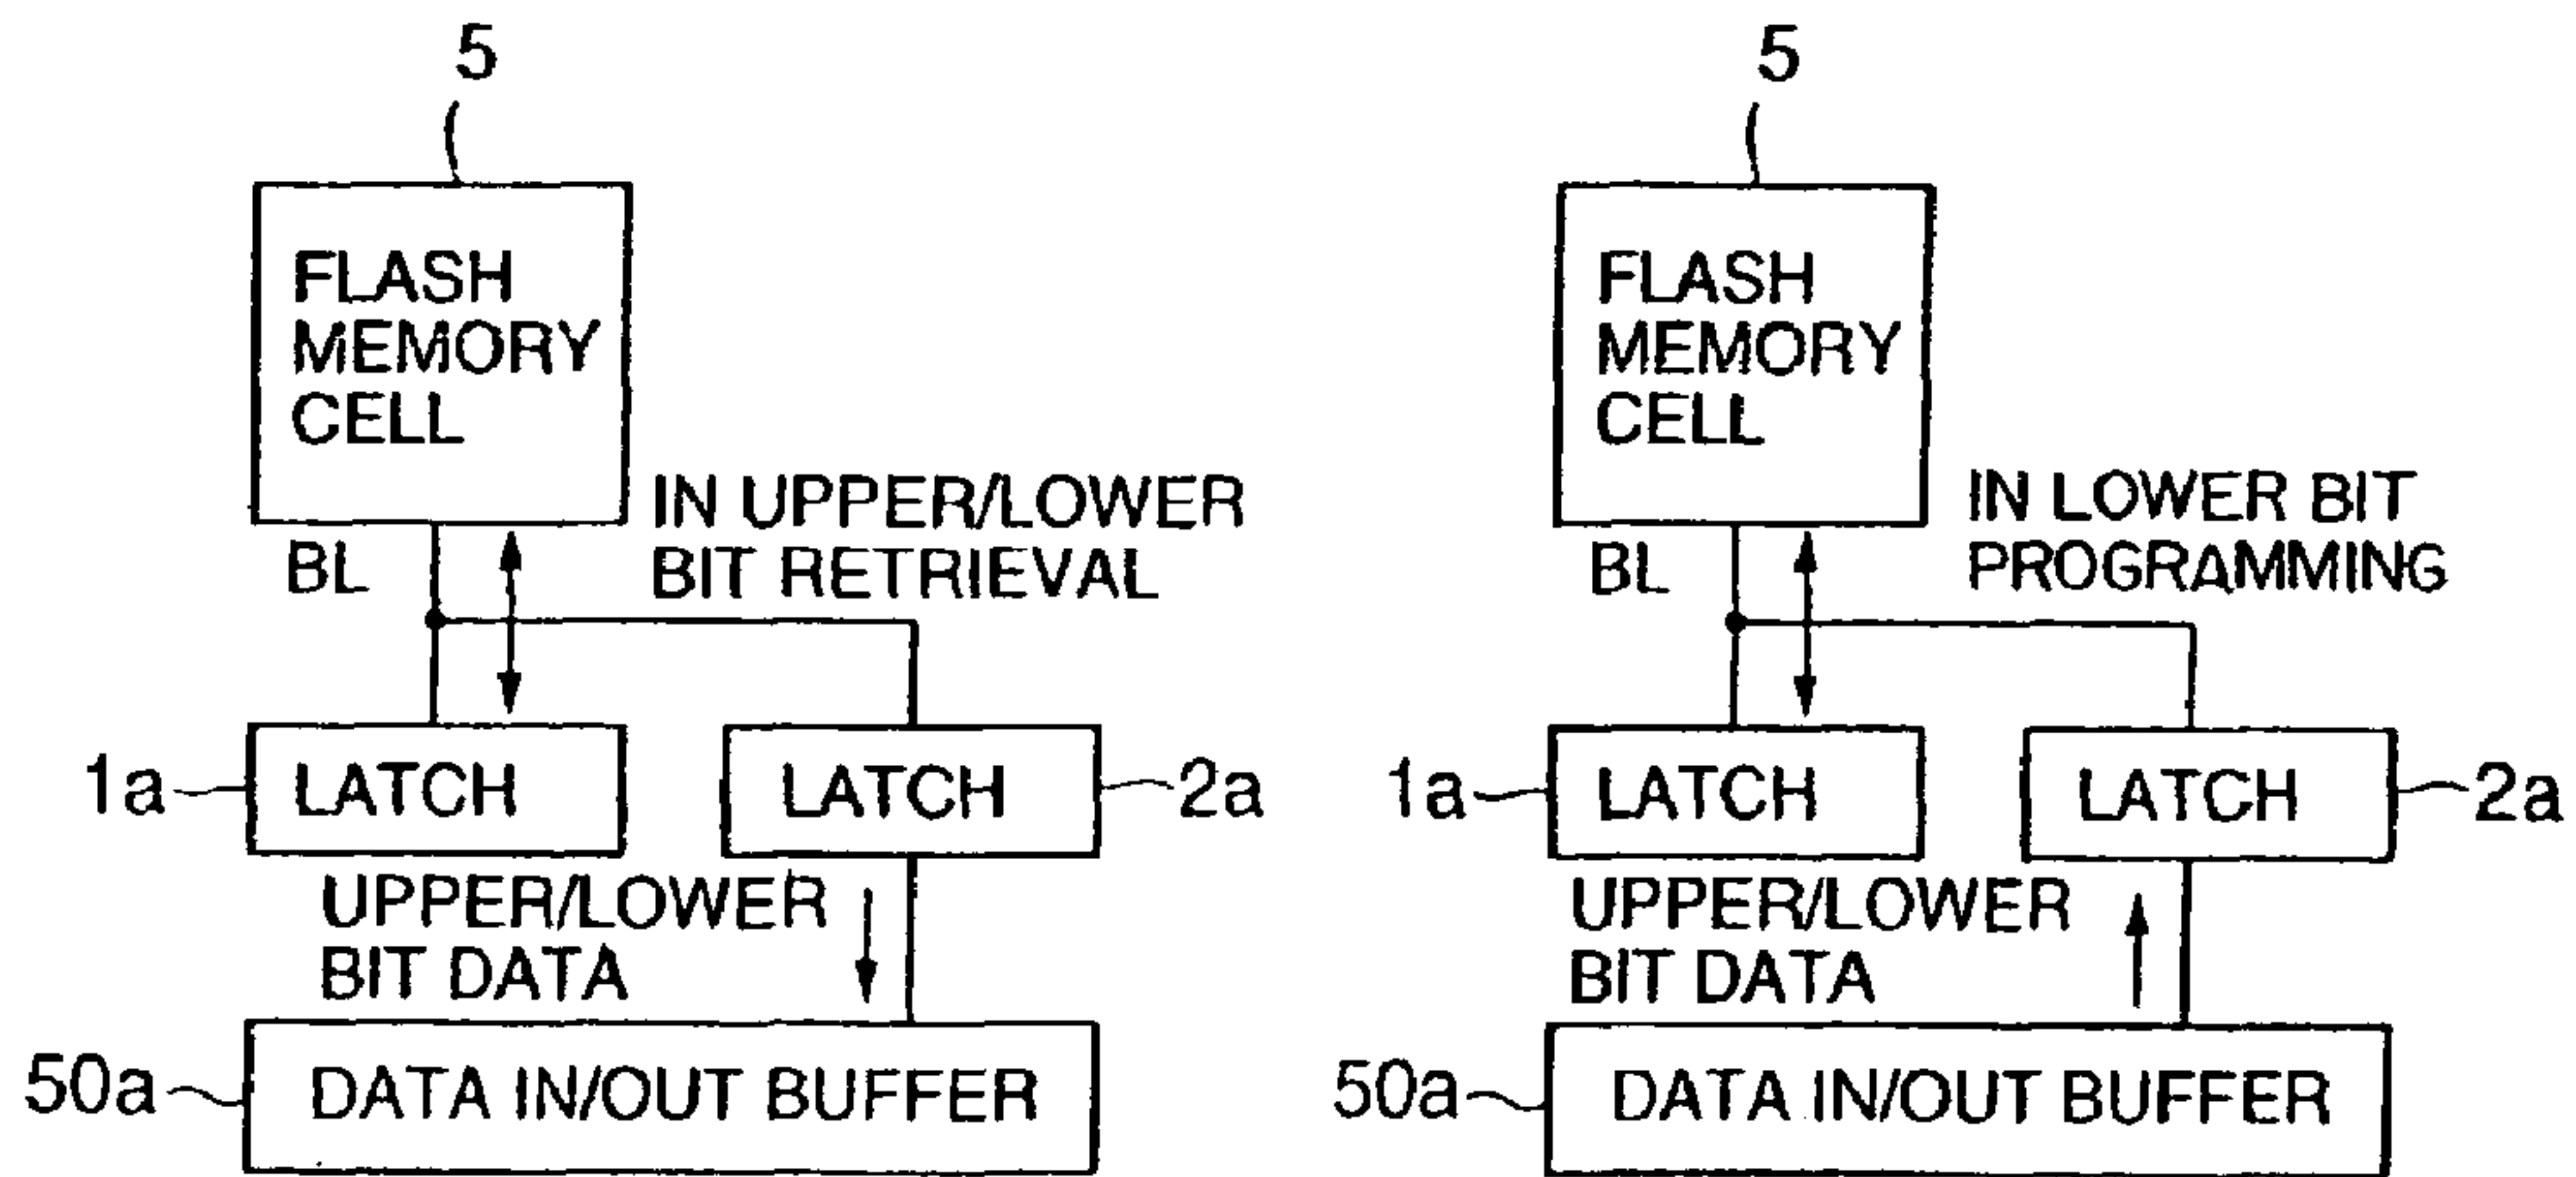 5
FLASH
MEMORY
CELL
BL
IN UPPER/LOWER
BIT RETRIEVAL
1a
LATCH
LATCH
2a
UPPER/LOWER
BIT DATA
50a
DATA IN/OUT BUFFER
5
FLASH
MEMORY
CELL
BL
IN LOWER BIT
PROGRAMMING
1a
LATCH
LATCH
2a
UPPER/LOWER
BIT DATA
50a
DATA IN/OUT BUFFER